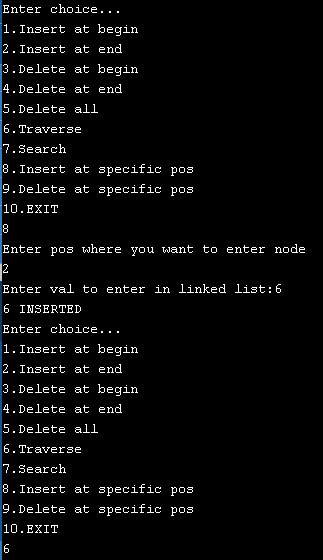 Enter choice...
1.Insert at begin
2.Insert at end
3.Delete at begin
4.Delete at end
5.Delete all
6.Traverse
7.Search
8.Insert at specific pos
9.Delete at specific pos
10.EXIT
8
Enter pos where you want to enter node
2
Enter val to enter in linked list:6
6 INSERTED
Enter choice...
1.Insert at begin
2.Insert at end
3.Delete at begin
4.Delete at end
5.Delete all
6.Traverse
7.Search
8.Insert at specific pos
9.Delete at specific pos
10.EXIT
6